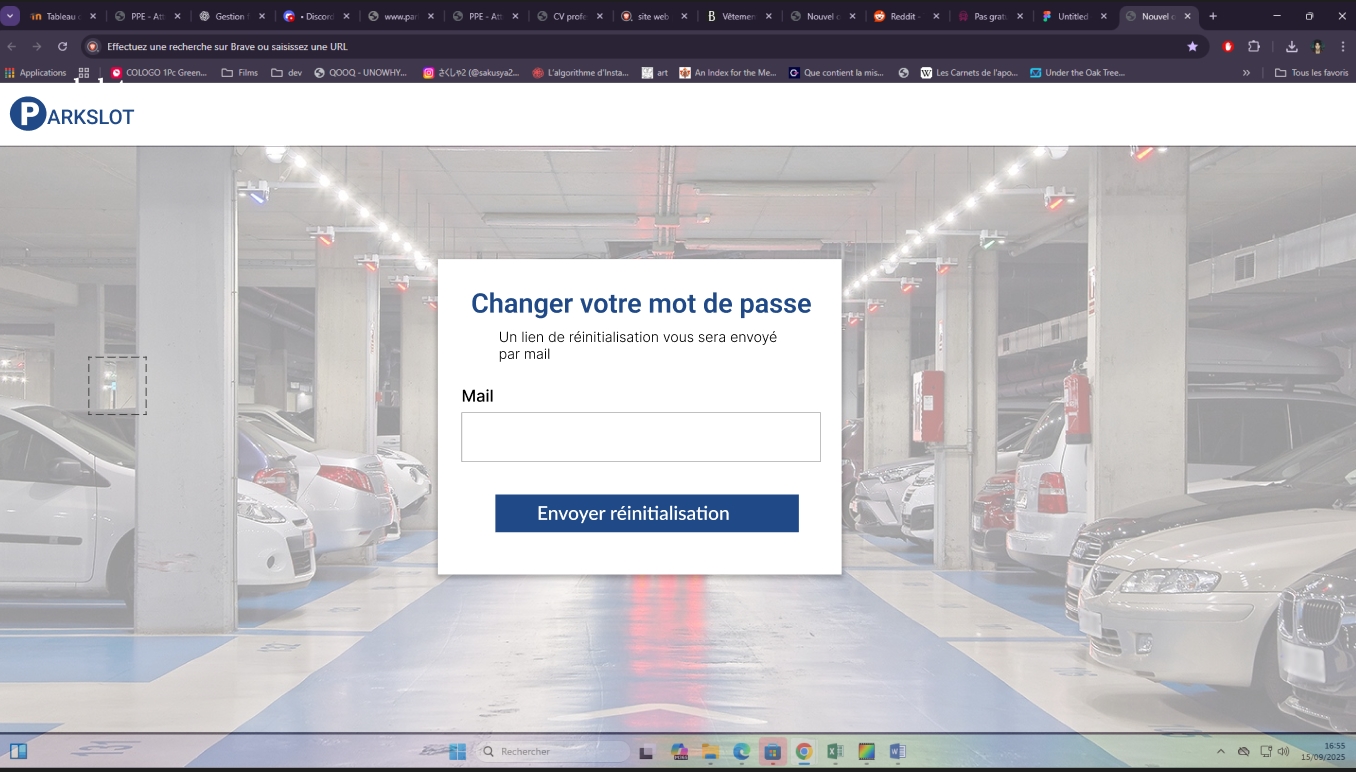 Tableau
PPE - Att
Gestion
• Discord
www.par
PPE - Att
CV profe
site web
B Vêtemen
Nouvel
Reddit -
Pas grat
Untitled
Nouvel
Effectuez une recherche sur Brave ou saisissez une URL
Applications
COLOGO 1Pc Green...
Films
dev
QOOQ - UNOWHY...
さくしゃ2 (@sakusya2...
L'algorithme d'Insta...
art
An Index for the Me...
Que contient la mis...
W Les Carnets de l'apo...
Under the Oak Tree...
» Tous les favoris
PARKSLOT
Changer votre mot de passe
Un lien de réinitialisation vous sera envoyé
par mail
Mail
Envoyer réinitialisation
Rechercher
16:55
15/09/2025